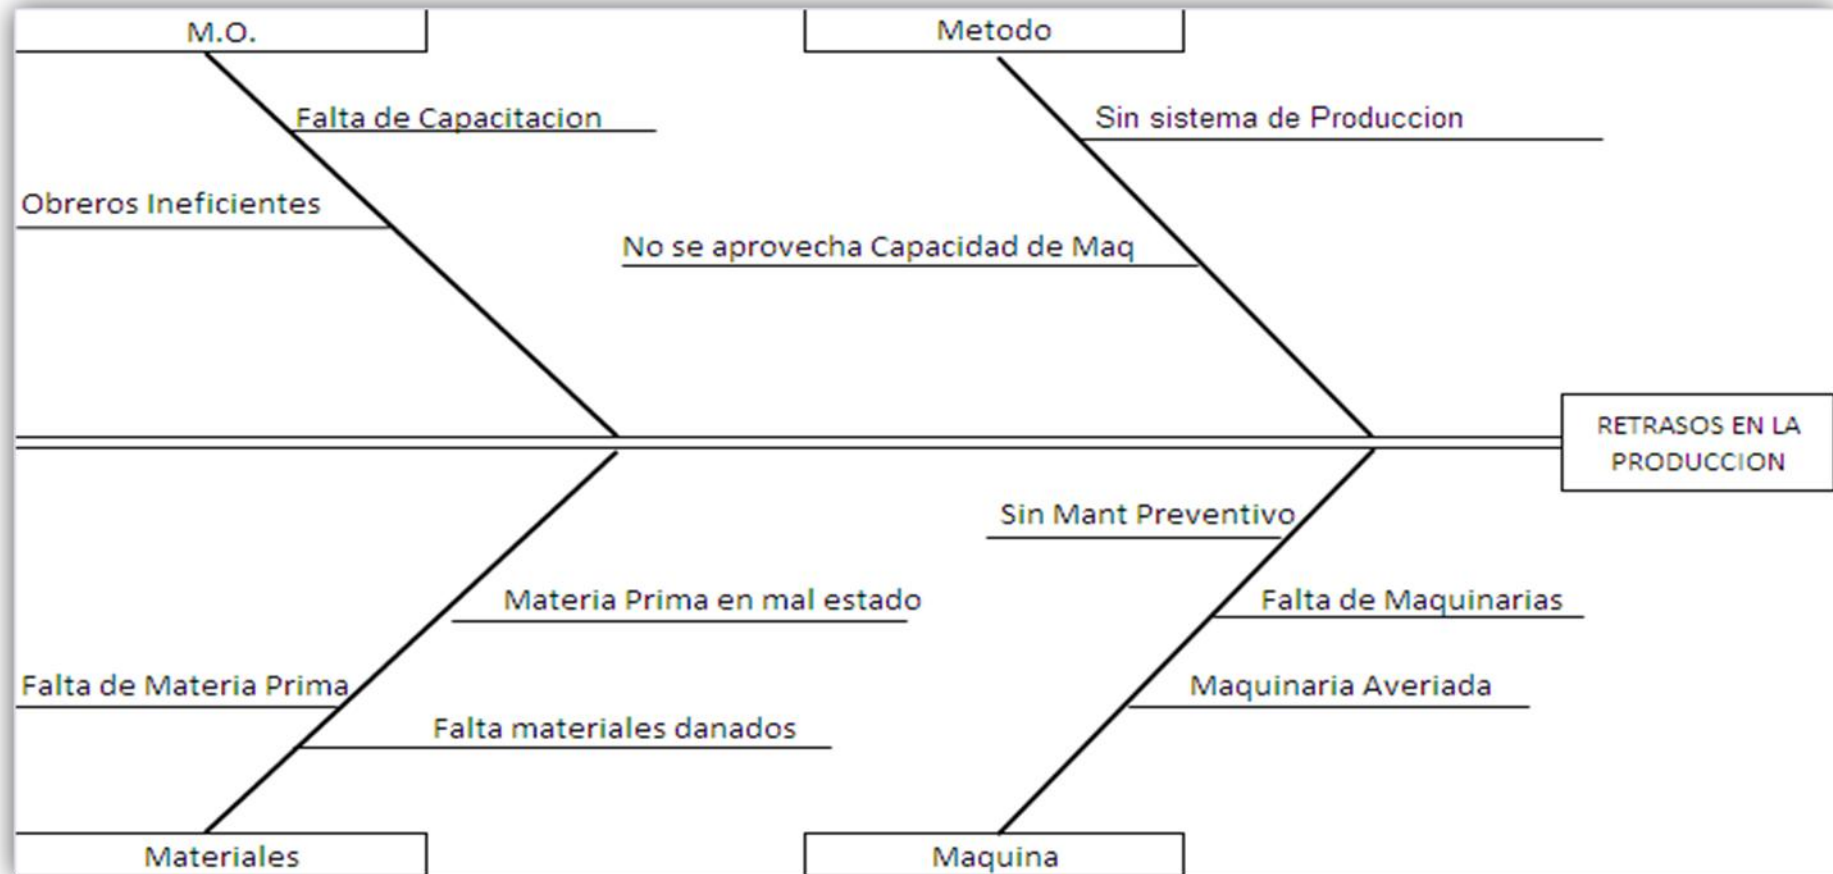 M.O.
Metodo
Falta de Capacitacion
Sin sistema de Produccion
Obreros Ineficientes
No se aprovecha Capacidad de Maq
RETRASOS EN LA
PRODUCCION
Sin Mant Preventivo
Materia Prima en mal estado
Falta de Maquinarias
Falta de Materia Prima
Maquinaria Averiada
Falta materiales danados
Materiales
Maquina